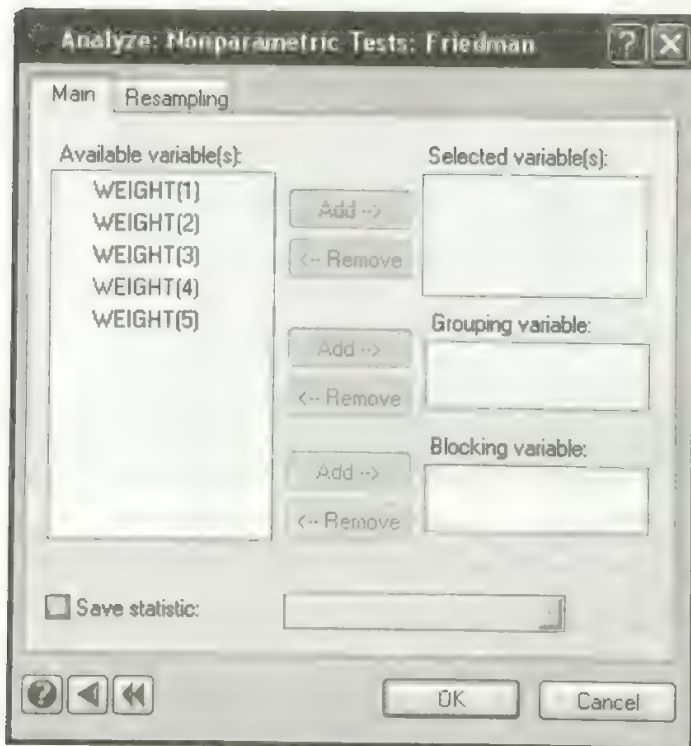 Analyze: Nonparametric Tests: Friedman
Main
Resampling
Available variable(s):
WEIGHT(1)
WEIGHT(2)
WEIGHT(3)
WEIGHT(4)
WEIGHT(5)
Add -->
<-- Remove
Selected variable(s):
Add -->
<-- Remove
Grouping variable:
Add -->
<-- Remove
Blocking variable:
Save statistic:
OK
Cancel